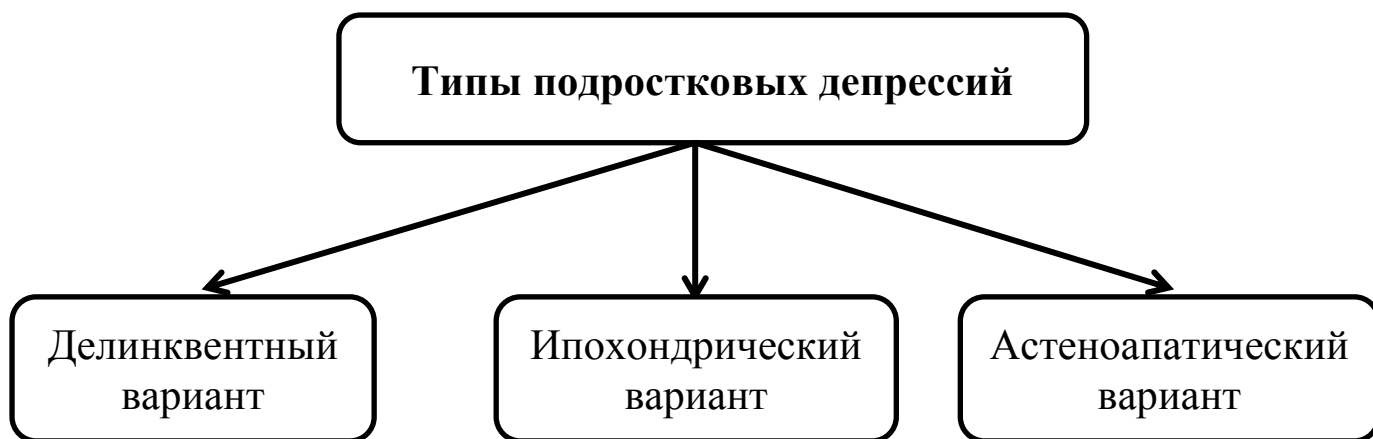 Типы подростковых депрессий
Делинквентный
вариант
Ипохондрический
вариант
Астеноапатический
вариант